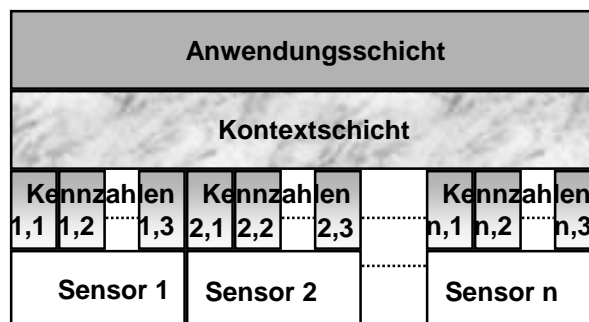 Anwendungsschicht
Kontextschicht
Kennzahlen Kennzahlen Kennzahlen
1,1 1,2 1,3 2,1 2,2 2,3 n,1 n,2 n,3
Sensor 1 Sensor 2 Sensor n